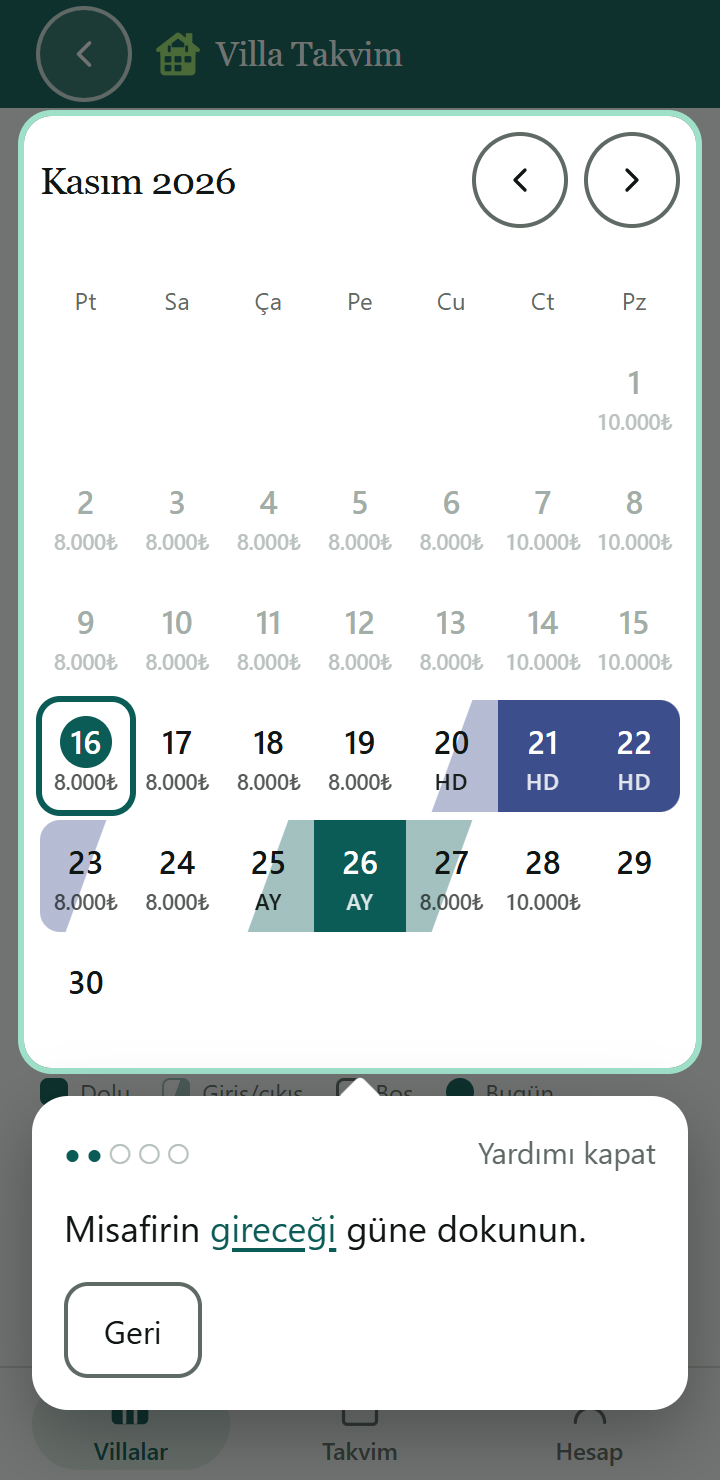 Villa Takvim
Kasım 2026
Pt Sa Ça Pe Cu Ct Pz
1
10.000₺
2 3 4 5 6 7 8
8.000₺ 8.000₺ 8.000₺ 8.000₺ 8.000₺ 10.000₺ 10.000₺
9 10 11 12 13 14 15
8.000₺ 8.000₺ 8.000₺ 8.000₺ 8.000₺ 10.000₺ 10.000₺
16 17 18 19 20 21 22
8.000₺ 8.000₺ 8.000₺ 8.000₺ HD HD HD
23 24 25 26 27 28 29
8.000₺ 8.000₺ AY AY 8.000₺ 10.000₺
30
Dolu Giriş/çıkış Boş Bugün
Yardımı kapat
Misafirin gireceği güne dokunun.
Geri
Villalar Takvim Hesap